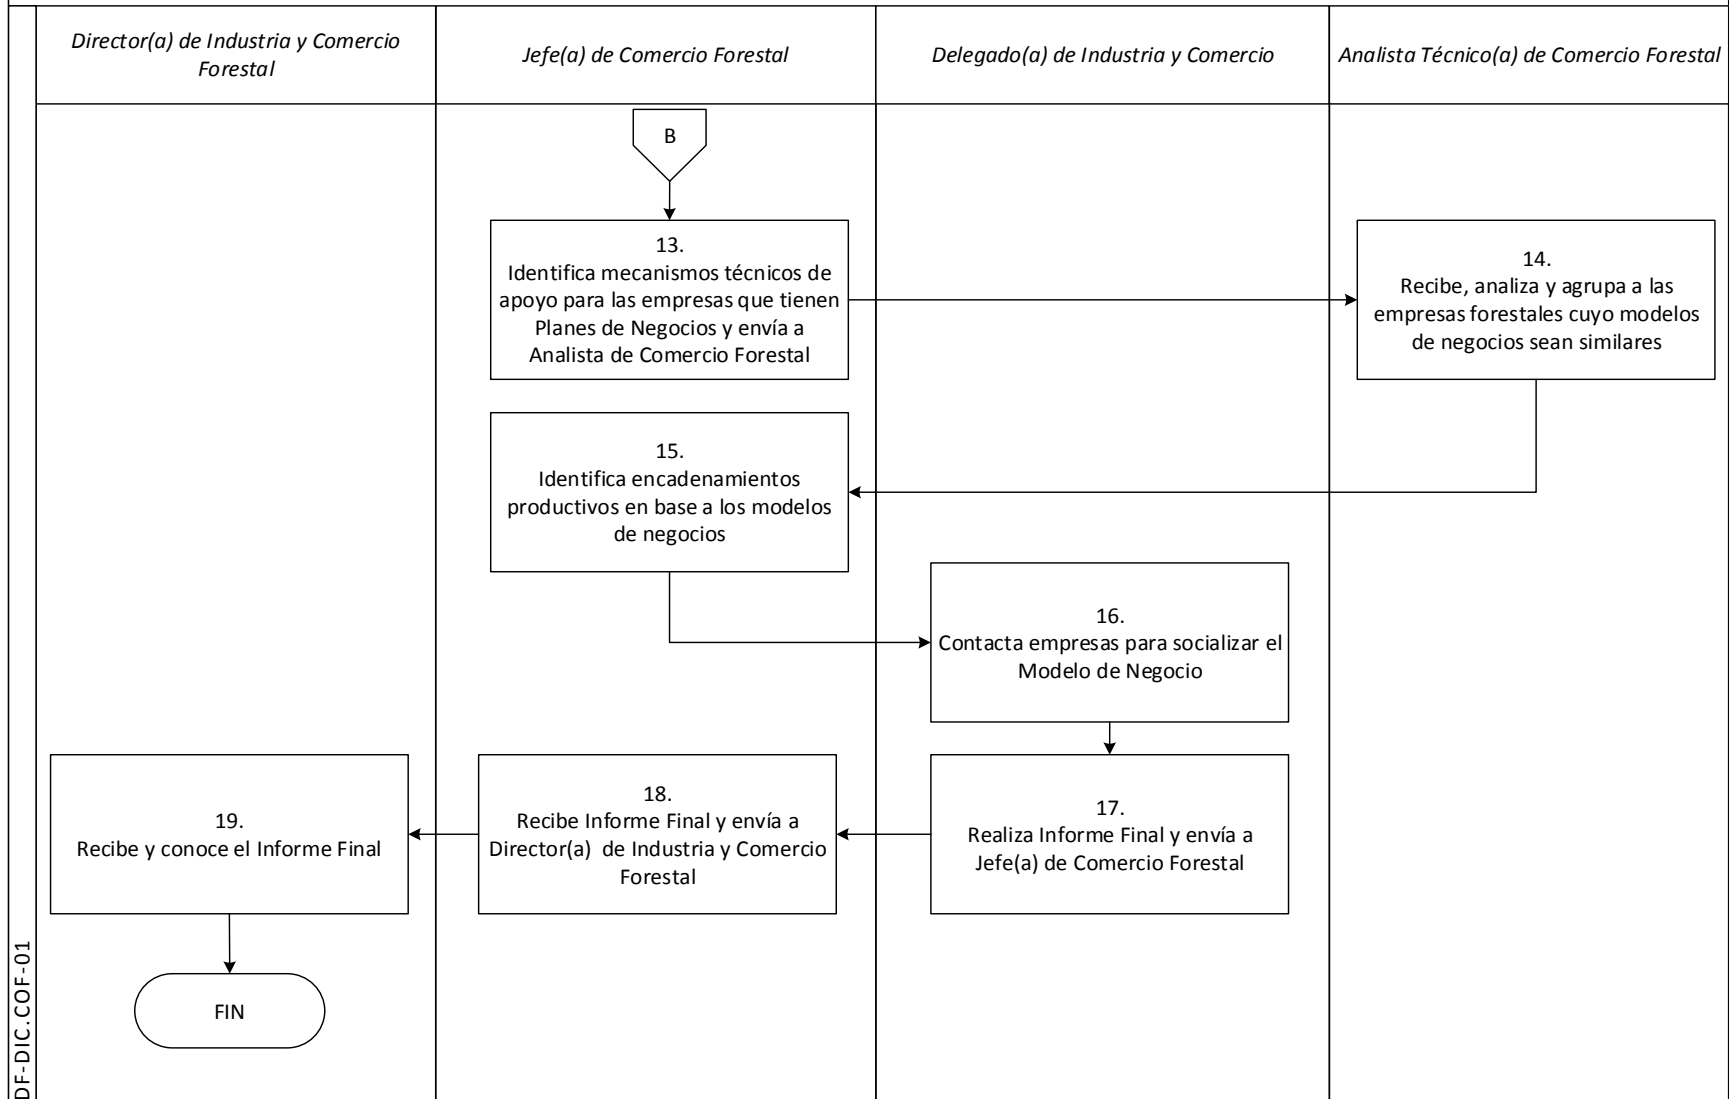 Director(a) de Industria y Comercio
Forestal
Jefe(a) de Comercio Forestal
Delegado(a) de Industria y Comercio
Analista Técnico(a) de Comercio Forestal
B
13.
Identifica mecanismos técnicos de
apoyo para las empresas que tienen
Planes de Negocios y envía a
Analista de Comercio Forestal
14.
Recibe, analiza y agrupa a las
empresas forestales cuyo modelos
de negocios sean similares
15.
Identifica encadenamientos
productivos en base a los modelos
de negocios
16.
Contacta empresas para socializar el
Modelo de Negocio
17.
Realiza Informe Final y envía a
Jefe(a) de Comercio Forestal
18.
Recibe Informe Final y envía a
Director(a) de Industria y Comercio
Forestal
19.
Recibe y conoce el Informe Final
FIN
DF-DIC.COF-01